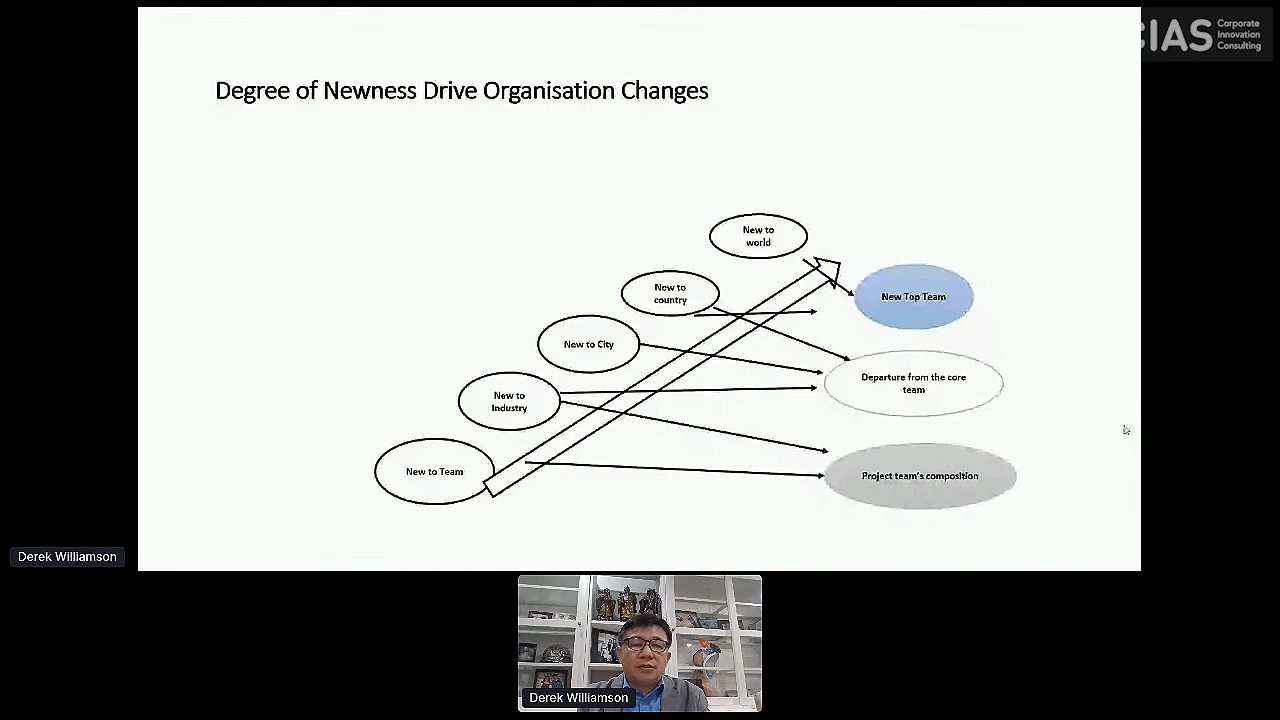 CIAS
Corporate
Innovation
Consulting
Degree of Newness Drive Organisation Changes
New to
world
New to
country
New Top Team
New to City
Departure from the core
team
New to
Industry
New to Team
Project team's composition
Derek Williamson
Derek Williamson